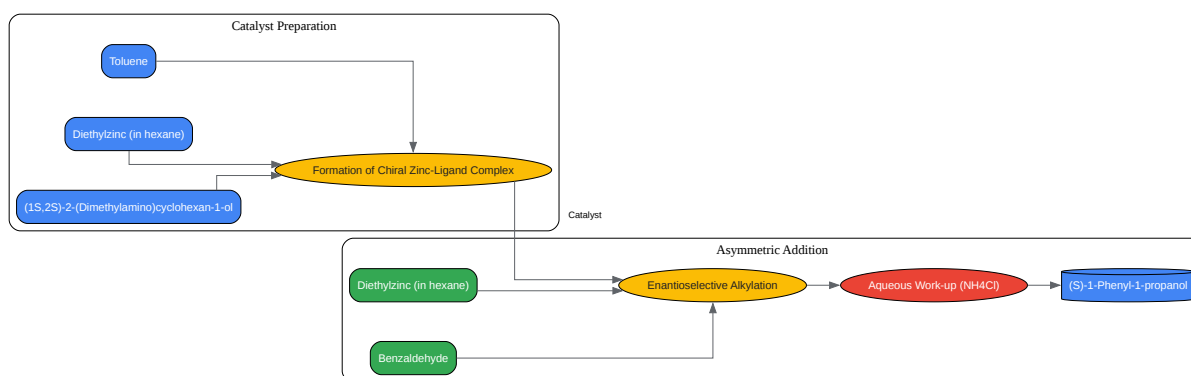 Catalyst Preparation
Toluene
Diethylzinc (in hexane)
Formation of Chiral Zinc-Ligand Complex
(1S,2S)-2-(Dimethylamino)cyclohexan-1-ol
Catalyst
Asymmetric Addition
Diethylzinc (in hexane)
Enantioselective Alkylation
Aqueous Work-up (NH4Cl)
(S)-1-Phenyl-1-propanol
Benzaldehyde